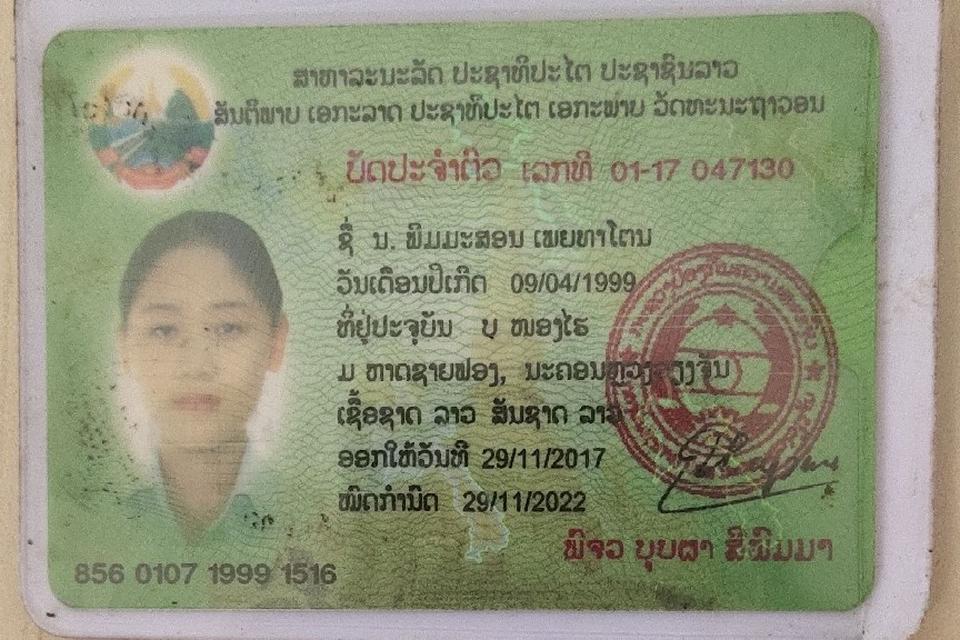 ສາທາລະນະລັດ ປະຊາທິປະໄຕ ປະຊາຊົນລາວ
ສັນຕິພາບ ເອກະລາດ ປະຊາທິປະໄຕ ເອກະພາບ ວັດທະນະຖາວອນ
ບັດປະຈຳຕົວ ເລກທີ 01-17 047130
ຊື່ ນ. ພິມມະສອນ ເພຍທາໂຕນ
ວັນເດືອນປີເກີດ 09/04/1999
ທີ່ຢູ່ປະຈຸບັນ ບ ໜອງໄຮ
ມ ຫາດຊາຍຟອງ, ນະຄອນຫຼວງວຽງຈັນ
ເຊື້ອຊາດ ລາວ ສັນຊາດ ລາວ
ອອກໃຫ້ວັນທີ 29/11/2017
ໝົດກຳນົດ 29/11/2022
ພົຈວ ບຸບຜາ ສີພິມມາ
856 0107 1999 1516